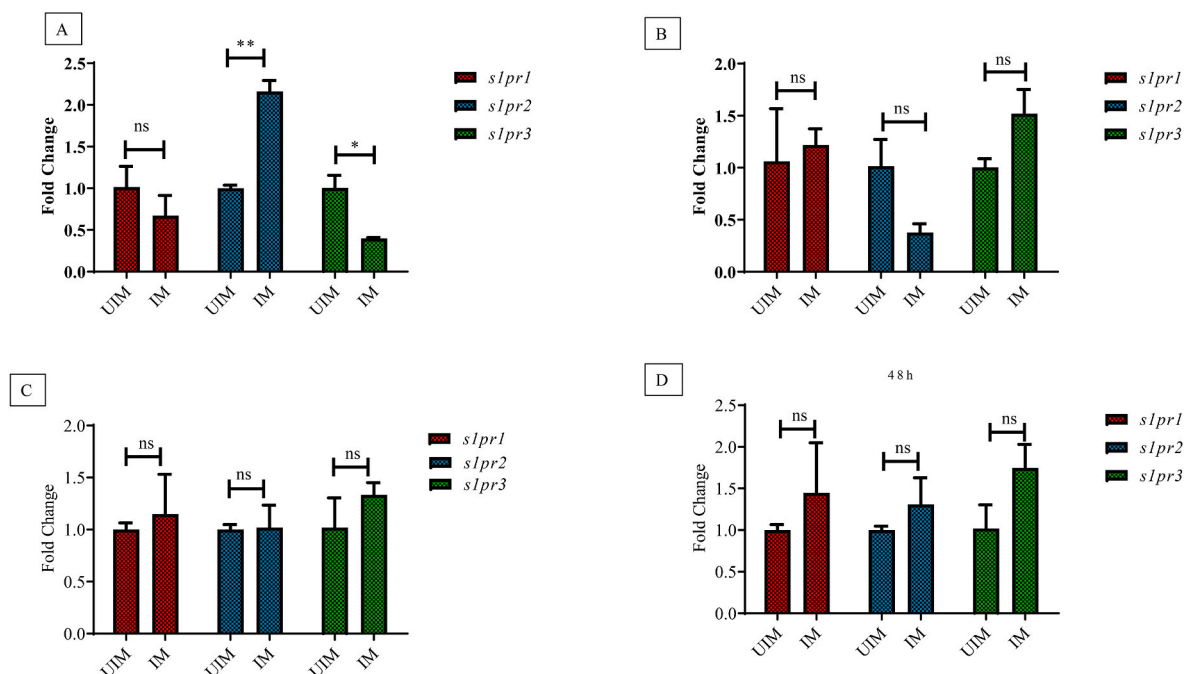 A
Fold Change
2.5
2.0
1.5
1.0
0.5
0.0
ns
**
*
UIM IM UIM IM UIM IM
s1pr1
s1pr2
s1pr3
B
Fold Change
2.0
1.5
1.0
0.5
0.0
ns
ns
ns
UIM IM UIM IM UIM IM
s1pr1
s1pr2
s1pr3
C
Fold Change
2.0
1.5
1.0
0.5
0.0
ns
ns
ns
UIM IM UIM IM UIM IM
s1pr1
s1pr2
s1pr3
D
48h
Fold Change
2.5
2.0
1.5
1.0
0.5
0.0
ns
ns
ns
UIM IM UIM IM UIM IM
s1pr1
s1pr2
s1pr3